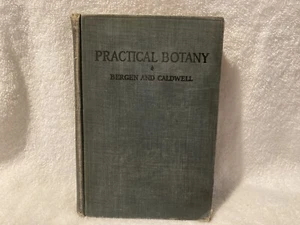 PRACTICAL BOTANY
BERGEN AND CALDWELL